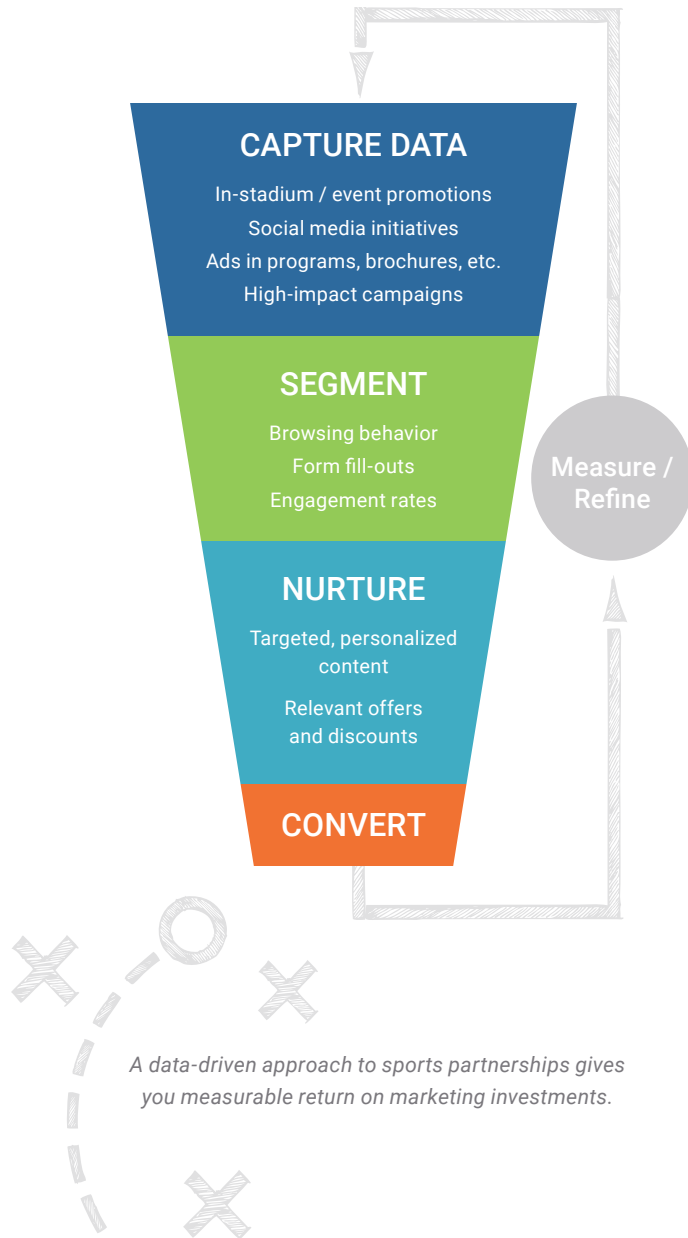 CAPTURE DATA
In-stadium / event promotions
Social media initiatives
Ads in programs, brochures, etc.
High-impact campaigns
SEGMENT
Browsing behavior
Form fill-outs
Engagement rates
Measure /
Refine
NURTURE
Targeted, personalized
content
Relevant offers
and discounts
CONVERT
A data-driven approach to sports partnerships gives
you measurable return on marketing investments.